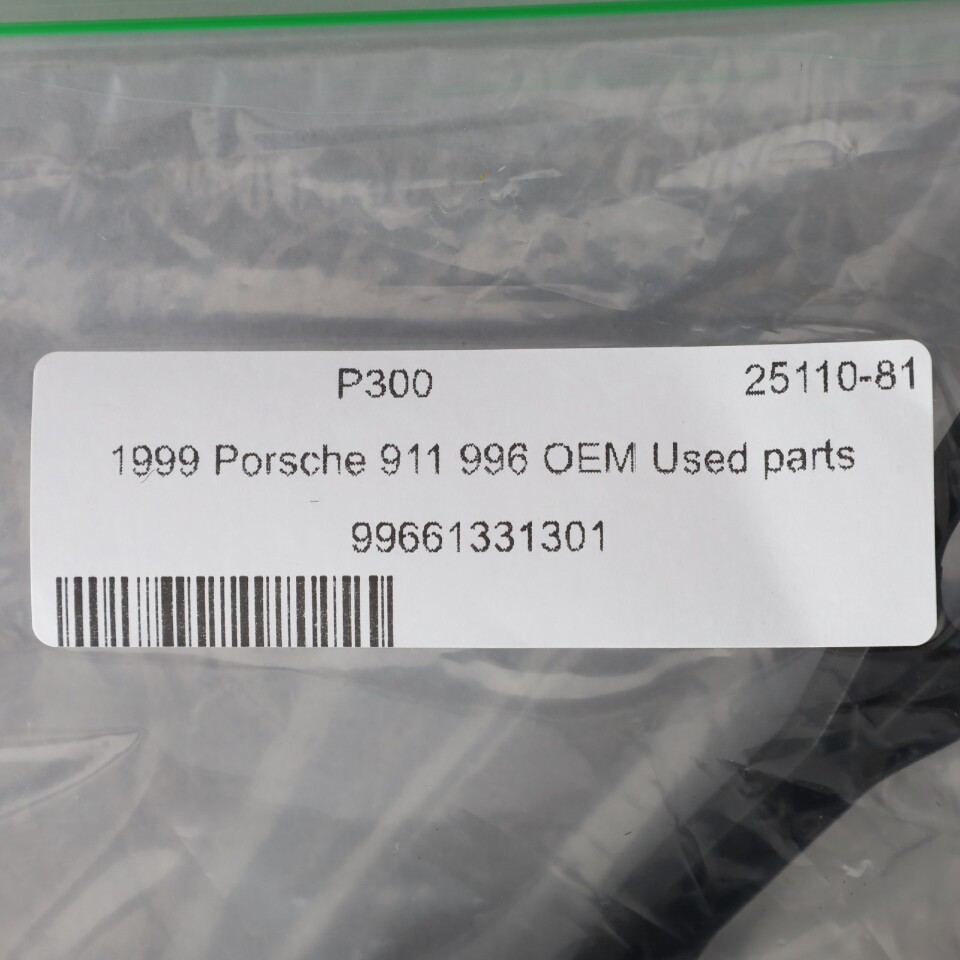 P300 25110-81
1999 Porsche 911 996 OEM Used parts
99661331301